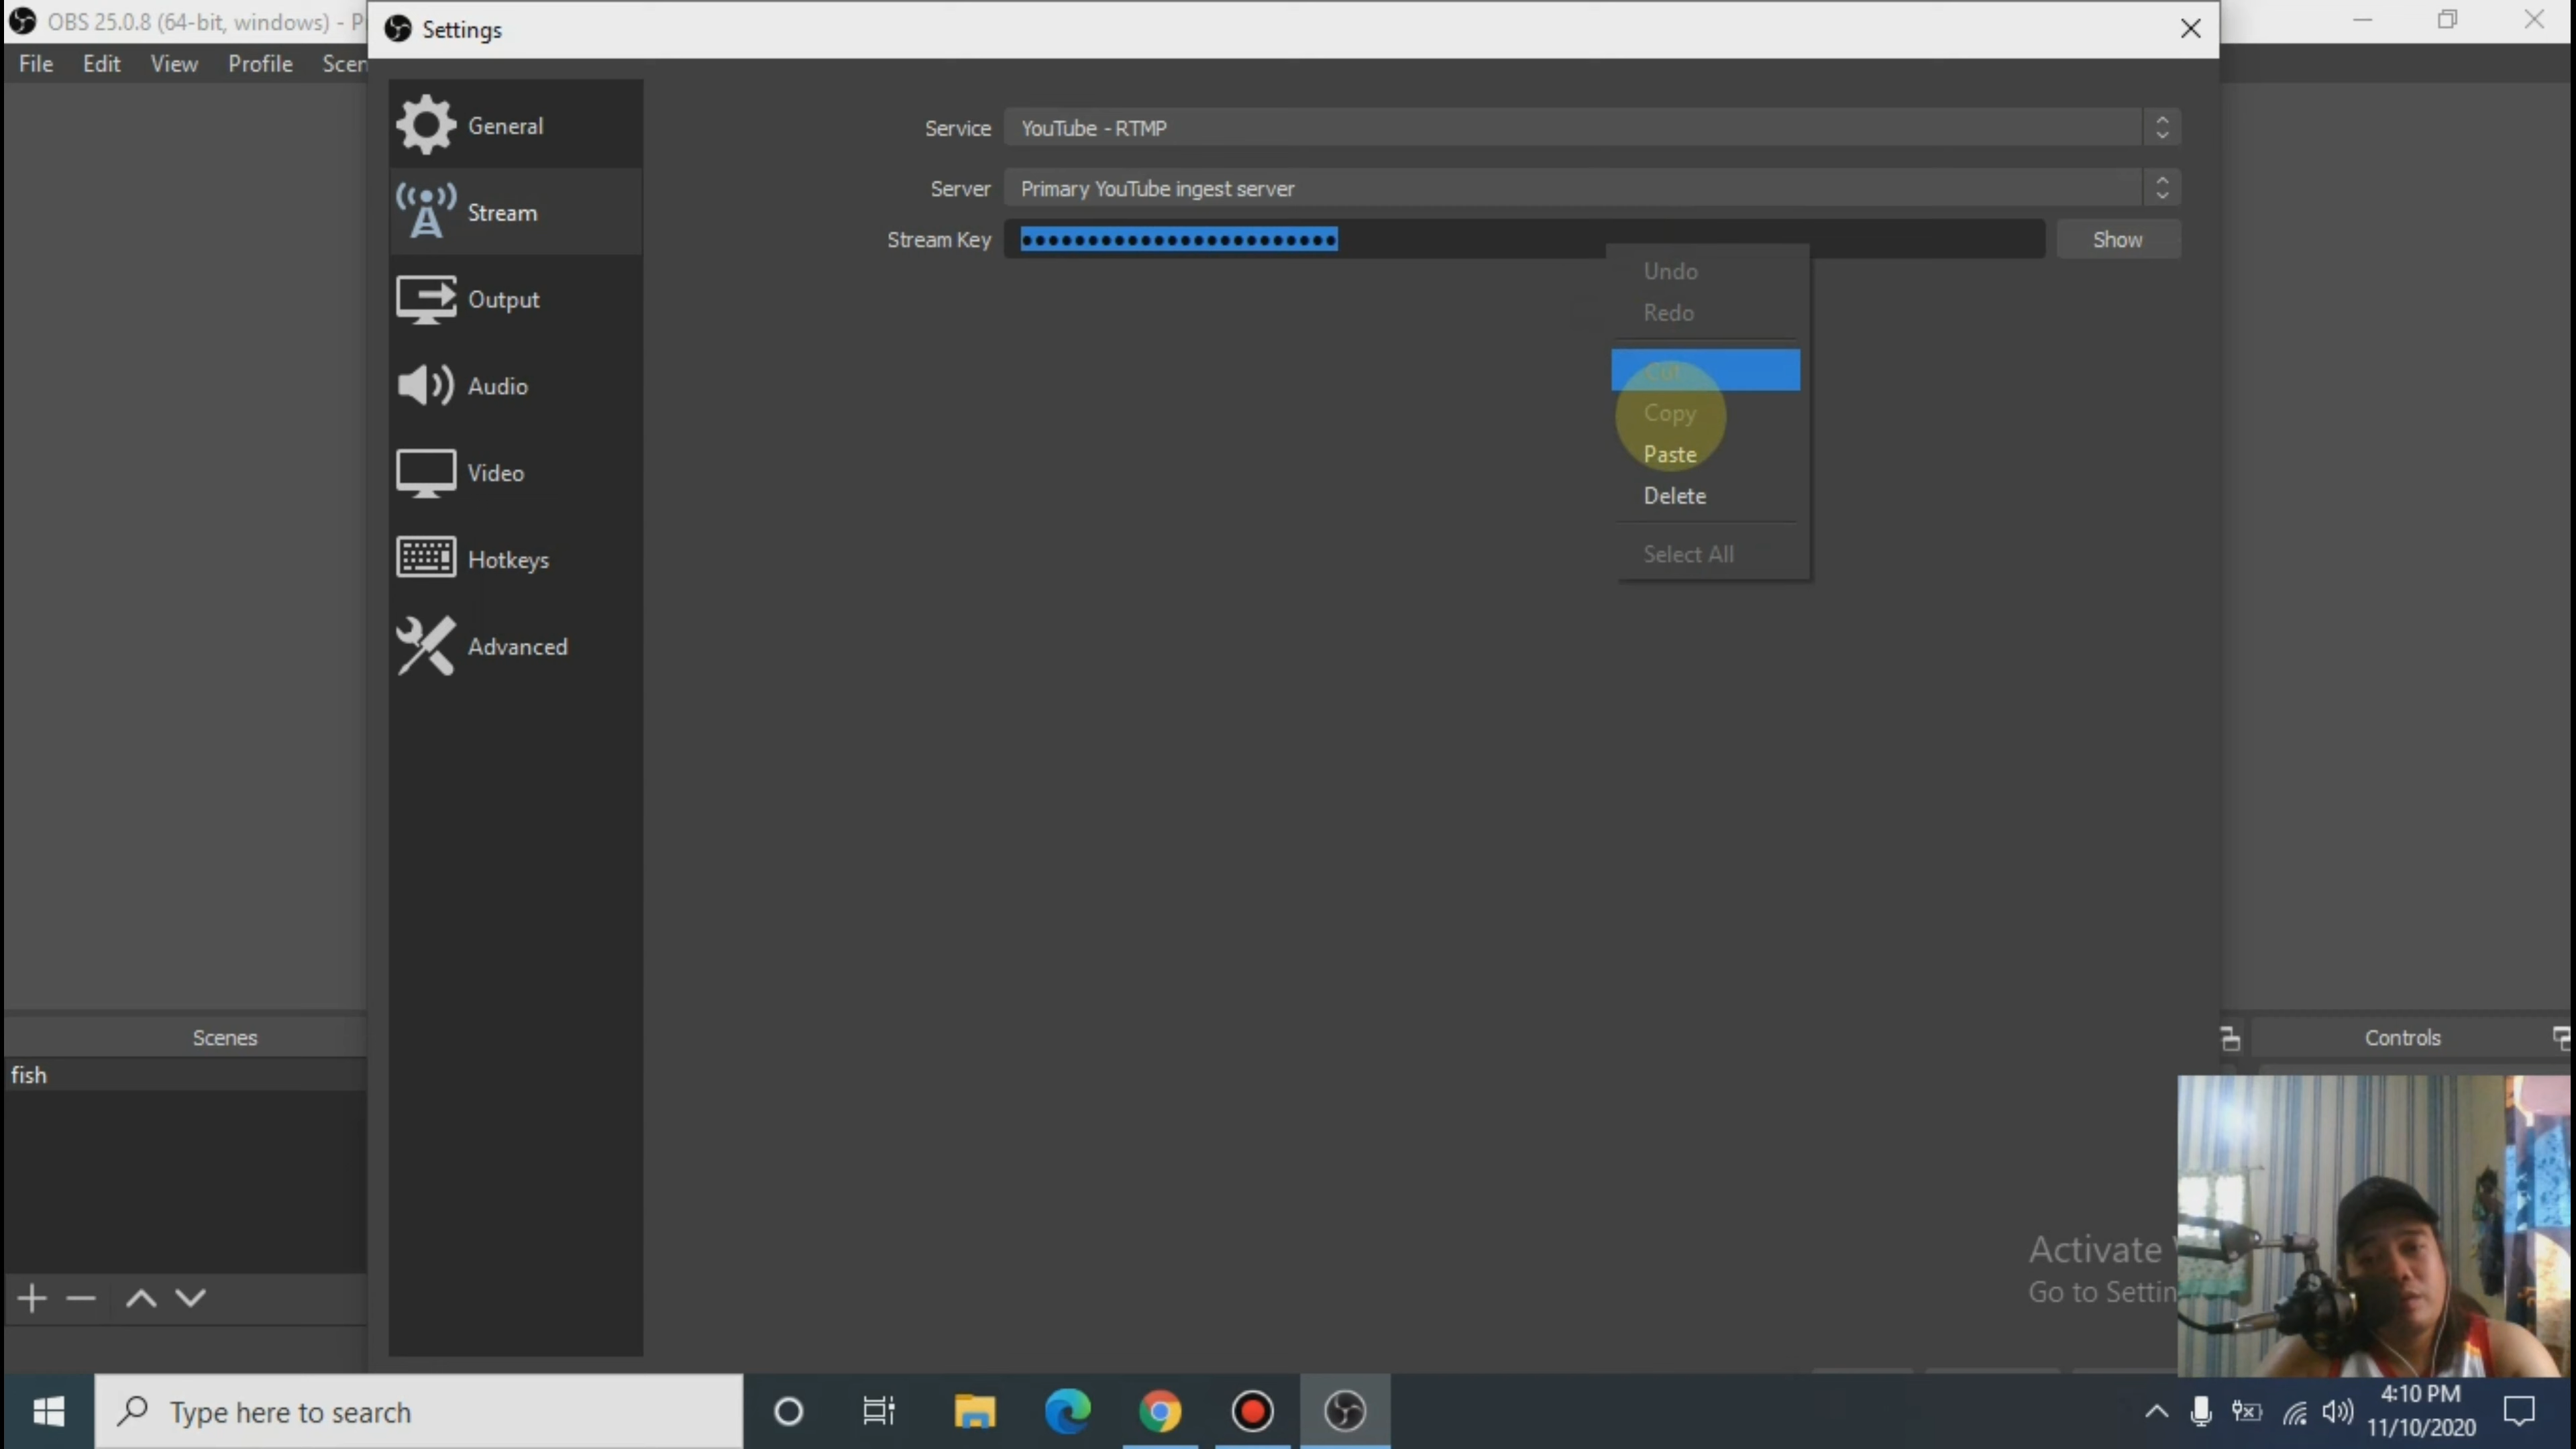 OBS 25.0.8 (64-bit, windows) - P
Settings
File Edit View Profile Scen
General
Stream
Output
Audio
Video
Hotkeys
Advanced
Service YouTube - RTMP
Server Primary YouTube ingest server
Stream Key ●●●●●●●●●●●●●●●●●●●●●●●● Show
Undo
Redo
Cut
Copy
Paste
Delete
Select All
Scenes
fish
Controls
Activate
Go to Settin
Type here to search
4:10 PM
11/10/2020